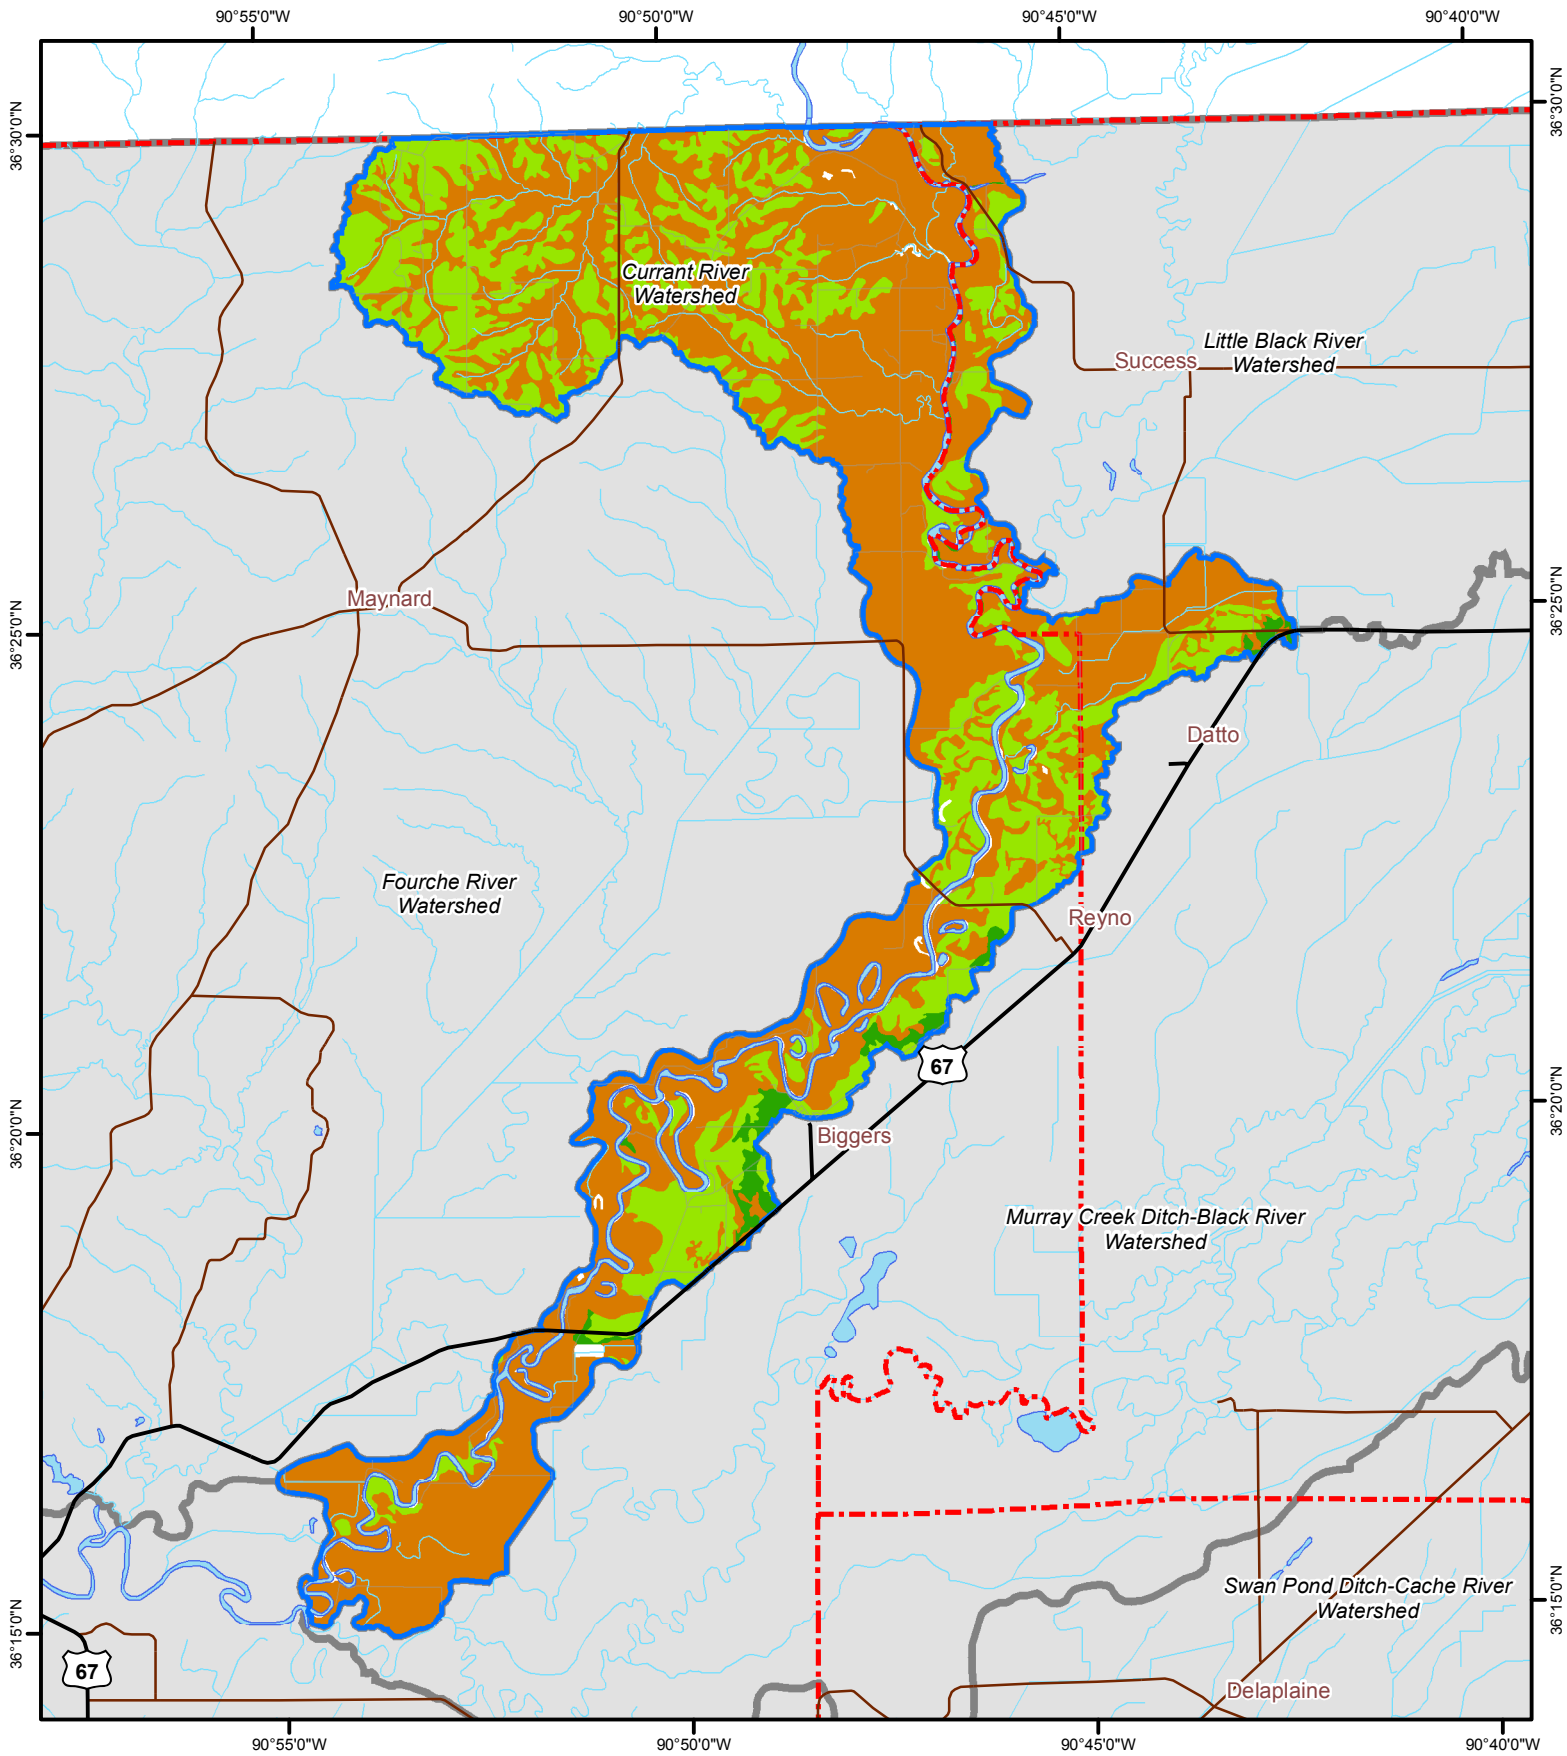 90°55'0"W
90°50'0"W
90°45'0"W
90°40'0"W
36°30'0"N
36°30'0"N
Currant River
Watershed
Little Black River
Watershed
Success
Maynard
36°25'0"N
36°25'0"N
Datto
Fourche River
Watershed
Reyno
67
36°20'0"N
36°20'0"N
Biggers
Murray Creek Ditch-Black River
Watershed
Swan Pond Ditch-Cache River
Watershed
36°15'0"N
36°15'0"N
67
Delaplaine
90°55'0"W
90°50'0"W
90°45'0"W
90°40'0"W